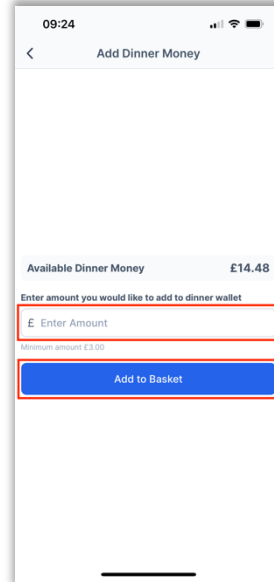 09:24
Add Dinner Money
Available Dinner Money £14.48
Enter amount you would like to add to dinner wallet
£ Enter Amount
Minimum amount £3.00
Add to Basket